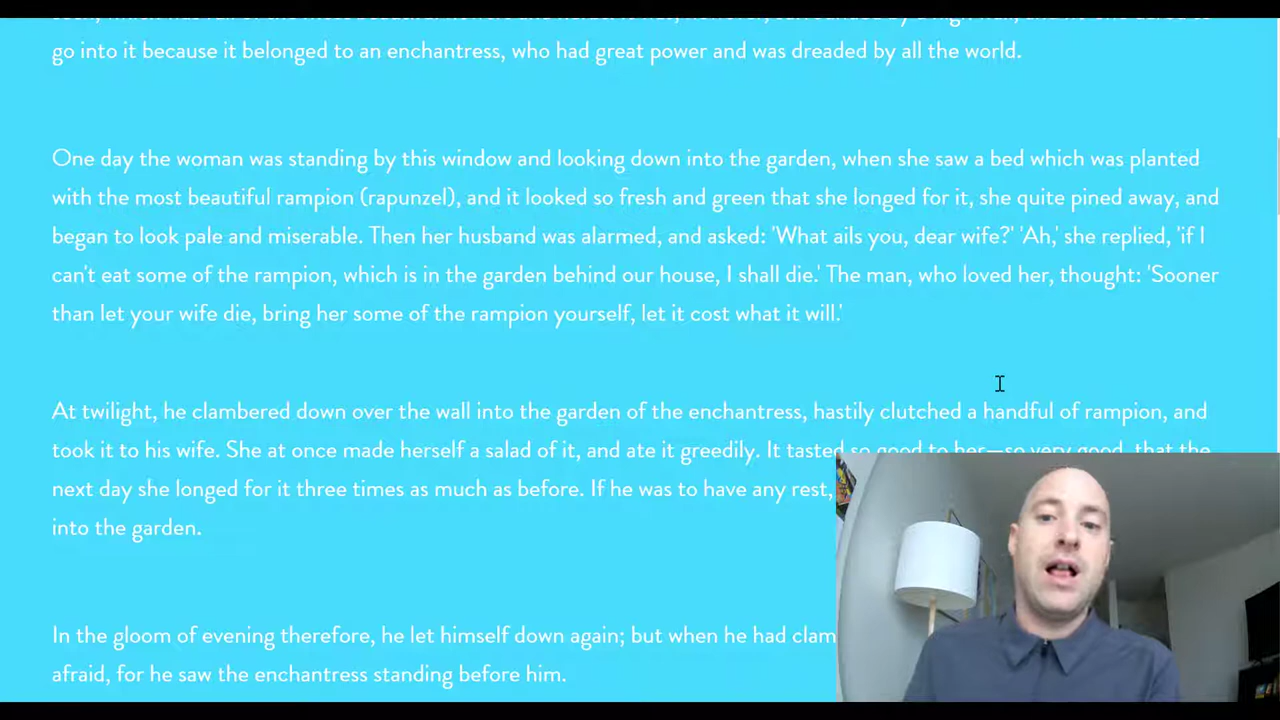 go into it because it belonged to an enchantress, who had great power and was dreaded by all the world.
One day the woman was standing by this window and looking down into the garden, when she saw a bed which was planted
with the most beautiful rampion (rapunzel), and it looked so fresh and green that she longed for it, she quite pined away, and
began to look pale and miserable. Then her husband was alarmed, and asked: 'What ails you, dear wife?' 'Ah,' she replied, 'if I
can't eat some of the rampion, which is in the garden behind our house, I shall die.' The man, who loved her, thought: 'Sooner
than let your wife die, bring her some of the rampion yourself, let it cost what it will.'
At twilight, he clambered down over the wall into the garden of the enchantress, hastily clutched a handful of rampion, and
took it to his wife. She at once made herself a salad of it, and ate it greedily. It tasted so good to her—so very good, that the
next day she longed for it three times as much as before. If he was to have any rest,
into the garden.
In the gloom of evening therefore, he let himself down again; but when he had clam
afraid, for he saw the enchantress standing before him.